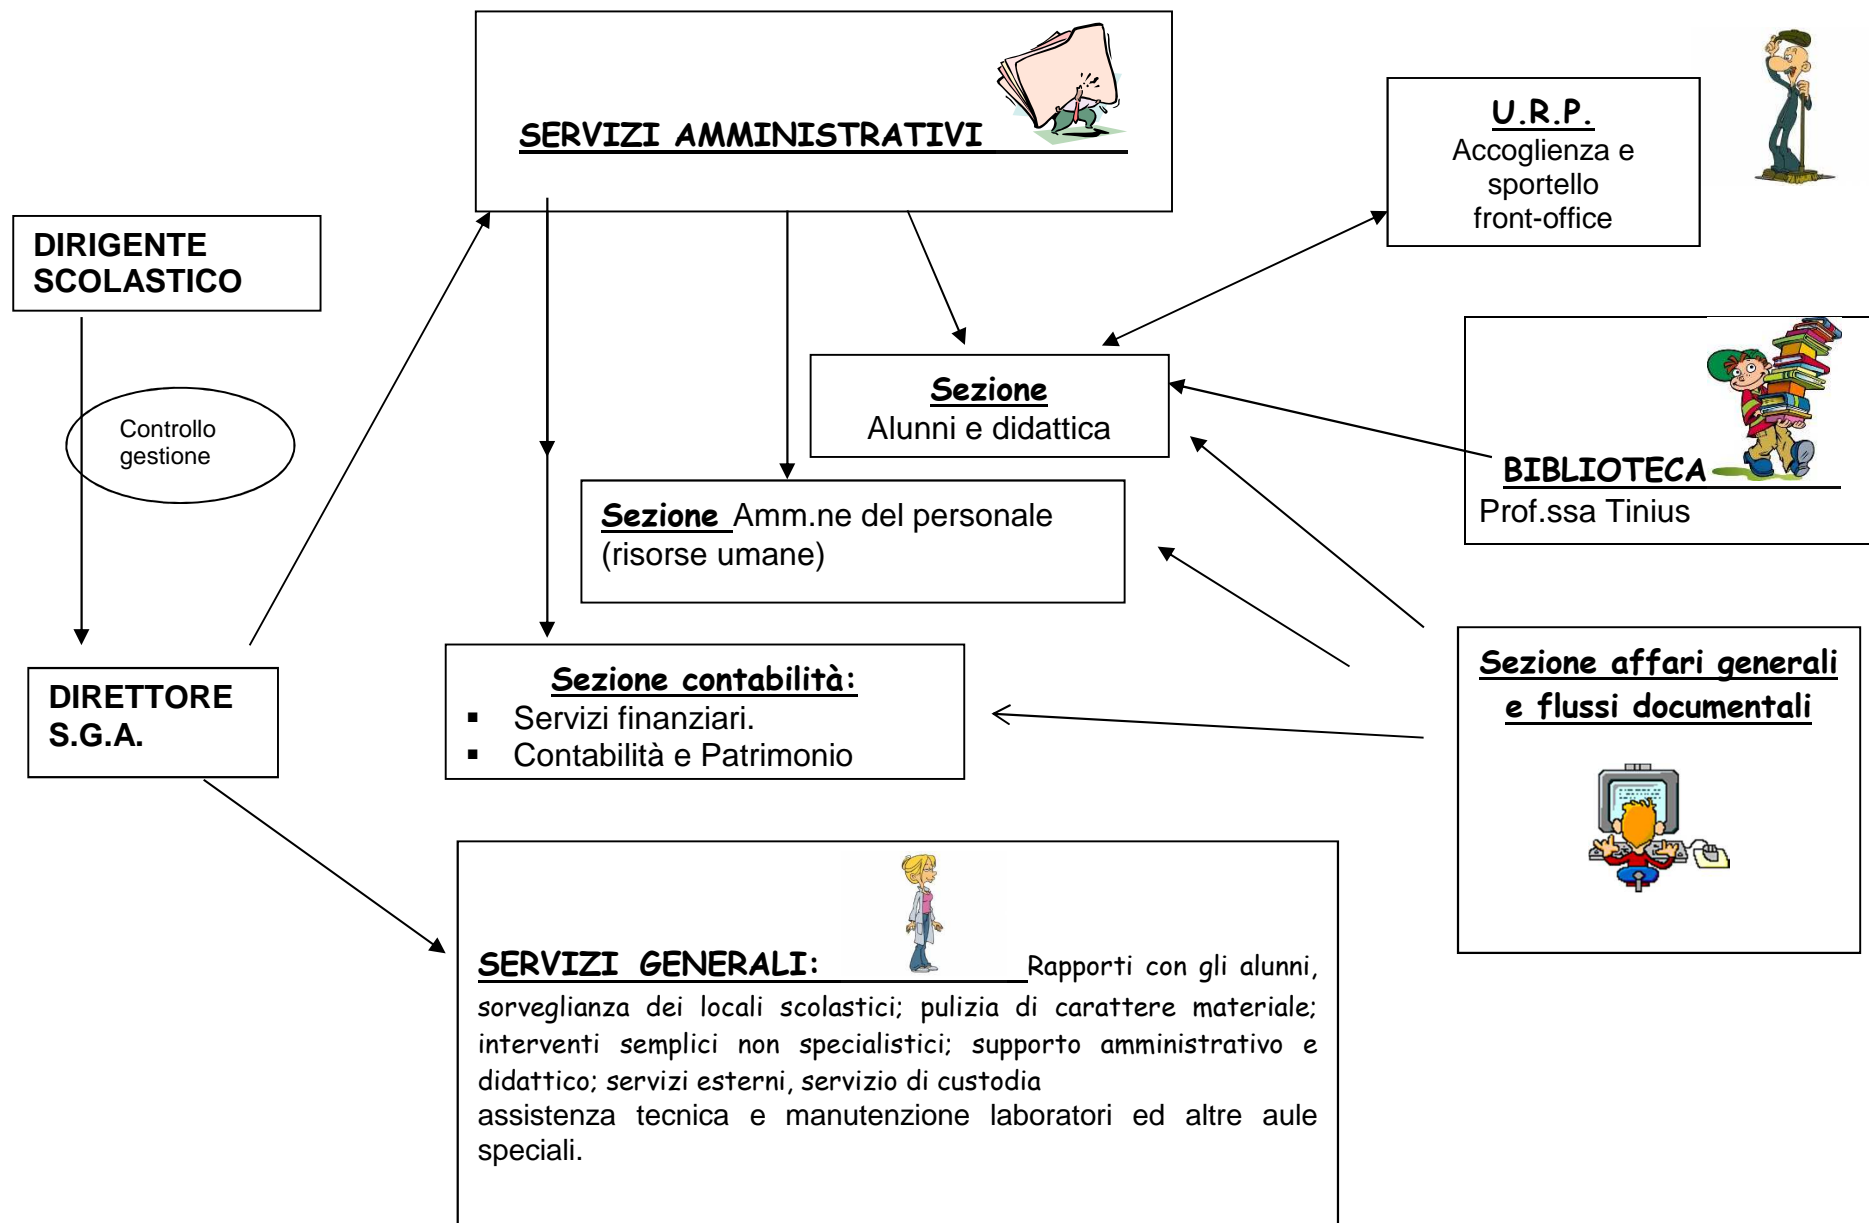 SERVIZI AMMINISTRATIVI
U.R.P.
Accoglienza e
sportello
front-office
DIRIGENTE
SCOLASTICO
Controllo
gestione
Sezione
Alunni e didattica
BIBLIOTECA
Prof.ssa Tinius
Sezione Amm.ne del personale
(risorse umane)
DIRETTORE
S.G.A.
Sezione contabilità:
▪ Servizi finanziari.
▪ Contabilità e Patrimonio
Sezione affari generali
e flussi documentali
SERVIZI GENERALI: Rapporti con gli alunni,
sorveglianza dei locali scolastici; pulizia di carattere materiale;
interventi semplici non specialistici; supporto amministrativo e
didattico; servizi esterni, servizio di custodia
assistenza tecnica e manutenzione laboratori ed altre aule
speciali.